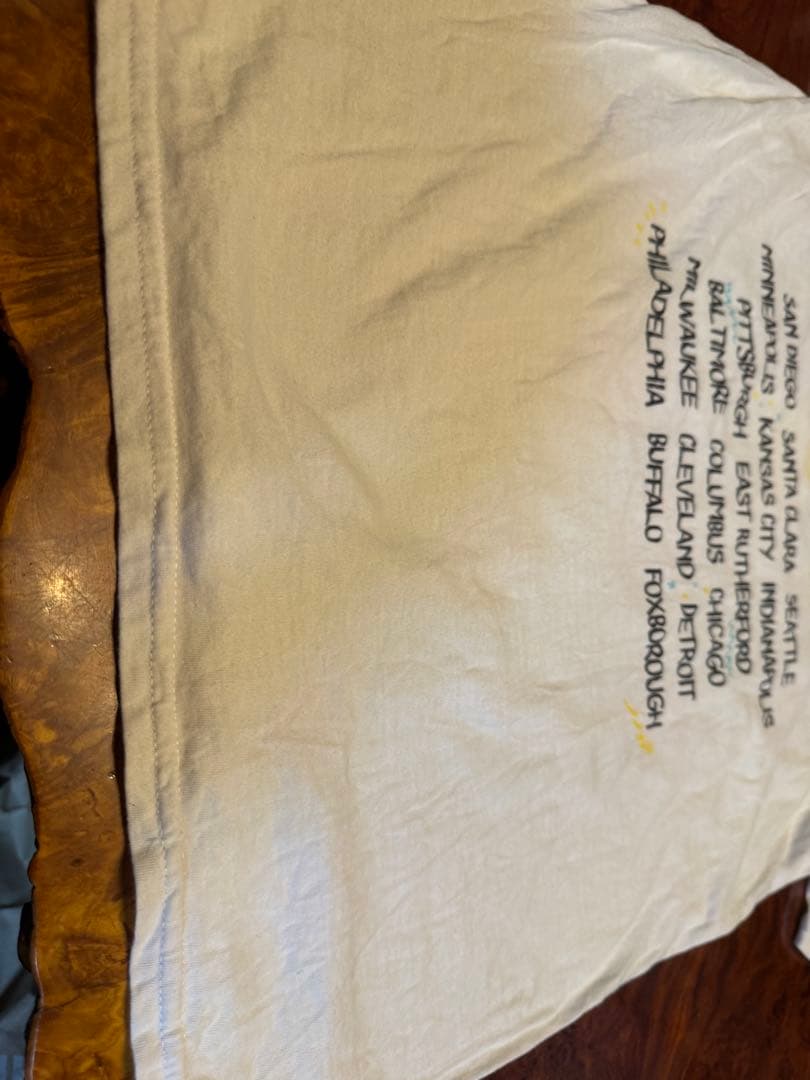 SAN DIEGO SANTA CLARA SEATTLE
MINNEAPOLIS KANSAS CITY INDIANAPOLIS
PITTSBURGH EAST RUTHERFORD
BALTIMORE COLUMBUS CHICAGO
MILWAUKEE CLEVELAND DETROIT
PHILADELPHIA BUFFALO FOXBOROUGH